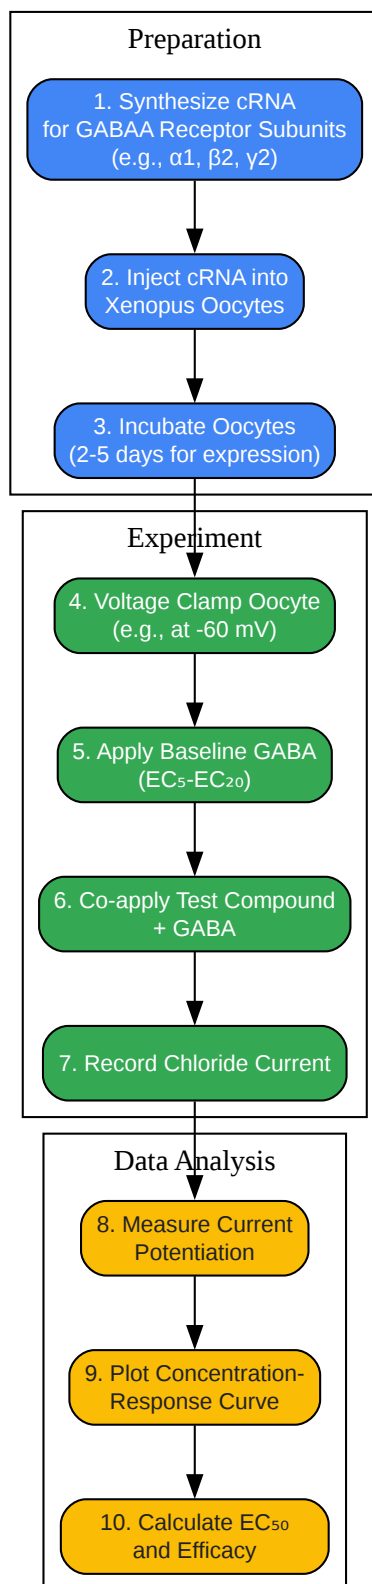 Preparation
1. Synthesize cRNA
for GABAA Receptor Subunits
(e.g., α1, β2, γ2)
2. Inject cRNA into
Xenopus Oocytes
3. Incubate Oocytes
(2-5 days for expression)
Experiment
4. Voltage Clamp Oocyte
(e.g., at -60 mV)
5. Apply Baseline GABA
(EC₅-EC₂₀)
6. Co-apply Test Compound
+ GABA
7. Record Chloride Current
Data Analysis
8. Measure Current
Potentiation
9. Plot Concentration-
Response Curve
10. Calculate EC₅₀
and Efficacy